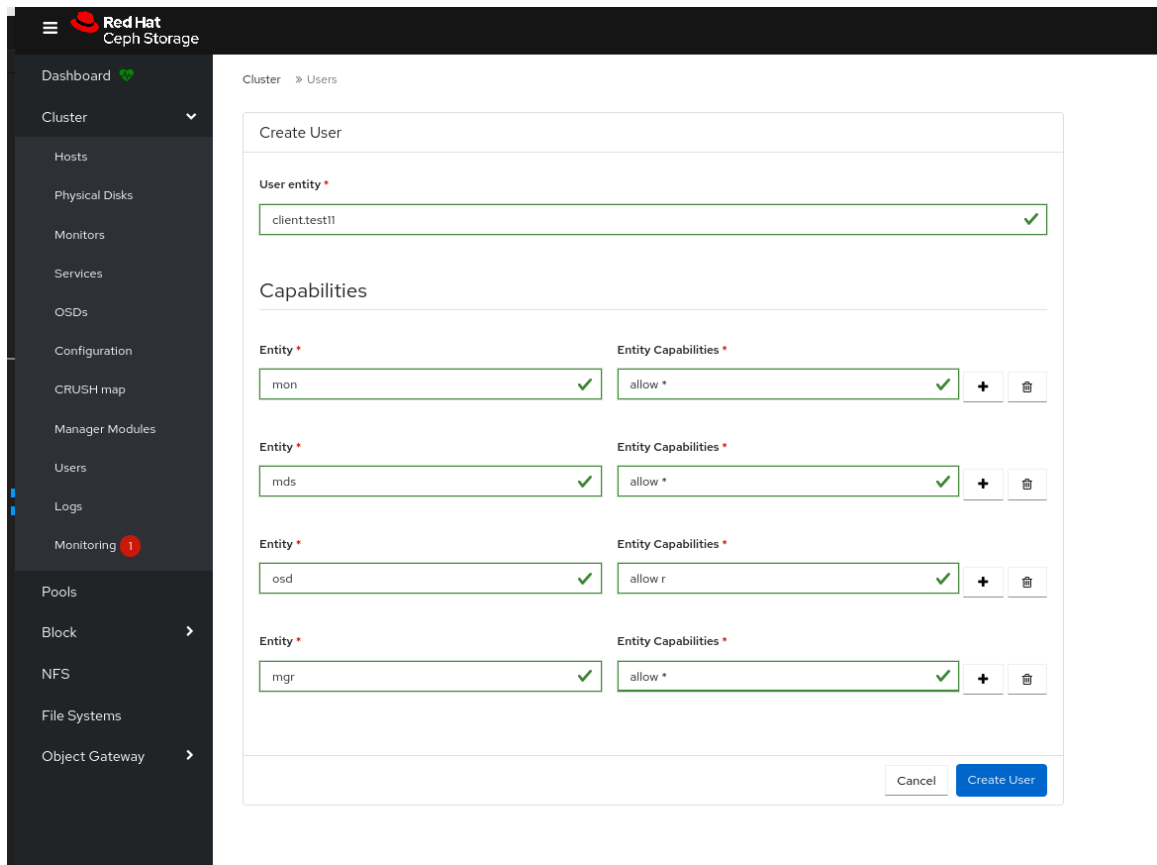 Red Hat
Ceph Storage
Dashboard
Cluster
Hosts
Physical Disks
Monitors
Services
OSDs
Configuration
CRUSH map
Manager Modules
Users
Logs
Monitoring 1
Pools
Block
NFS
File Systems
Object Gateway
Cluster » Users
Create User
User entity *
client.test11
Capabilities
Entity * Entity Capabilities *
mon allow *
Entity * Entity Capabilities *
mds allow *
Entity * Entity Capabilities *
osd allow r
Entity * Entity Capabilities *
mgr allow *
Cancel Create User